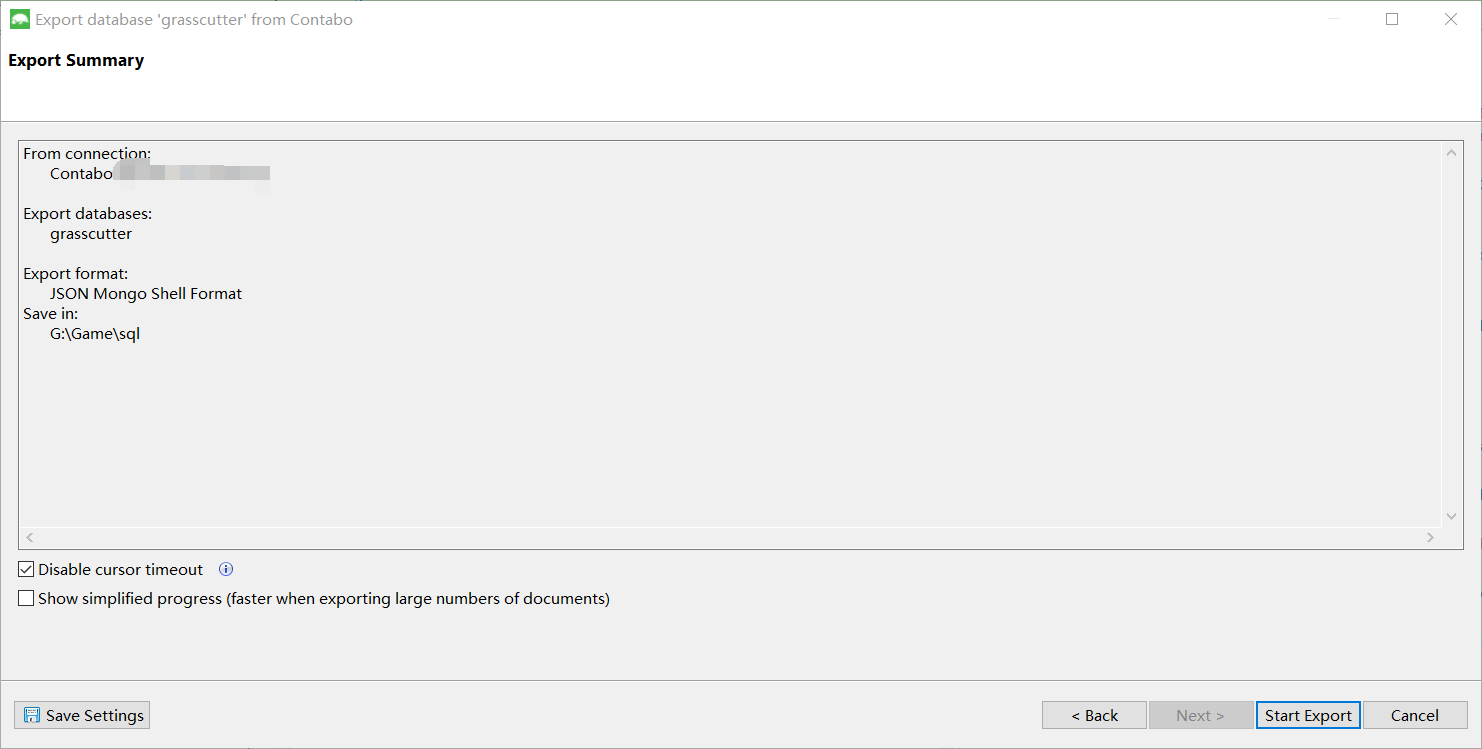 Export database 'grasscutter' from Contabo
Export Summary
From connection:
Contabo
Export databases:
grasscutter
Export format:
JSON Mongo Shell Format
Save in:
G:\Game\sql
Disable cursor timeout
Show simplified progress (faster when exporting large numbers of documents)
Save Settings
< Back
Next >
Start Export
Cancel